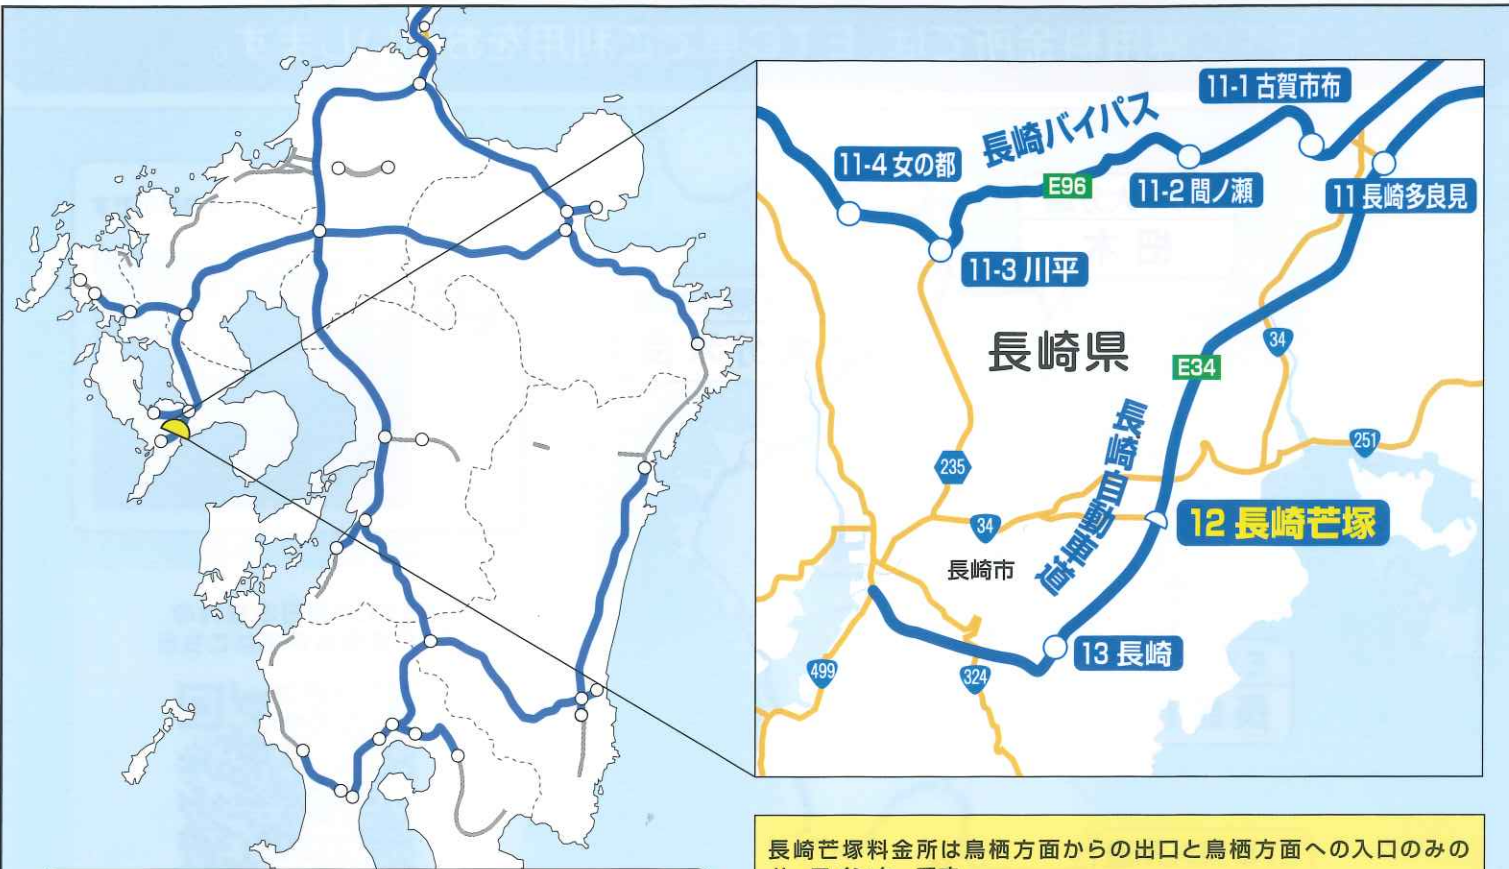 11-1 古賀市布
長崎バイパス
11-4 女の都
E96
11-2 間ノ瀬
11 長崎多良見
11-3 川平
長崎県
34
E34
長崎自動車道
251
235
12 長崎芒塚
34
長崎市
13 長崎
499
324
長崎芒塚料金所は鳥栖方面からの出口と鳥栖方面への入口のみの